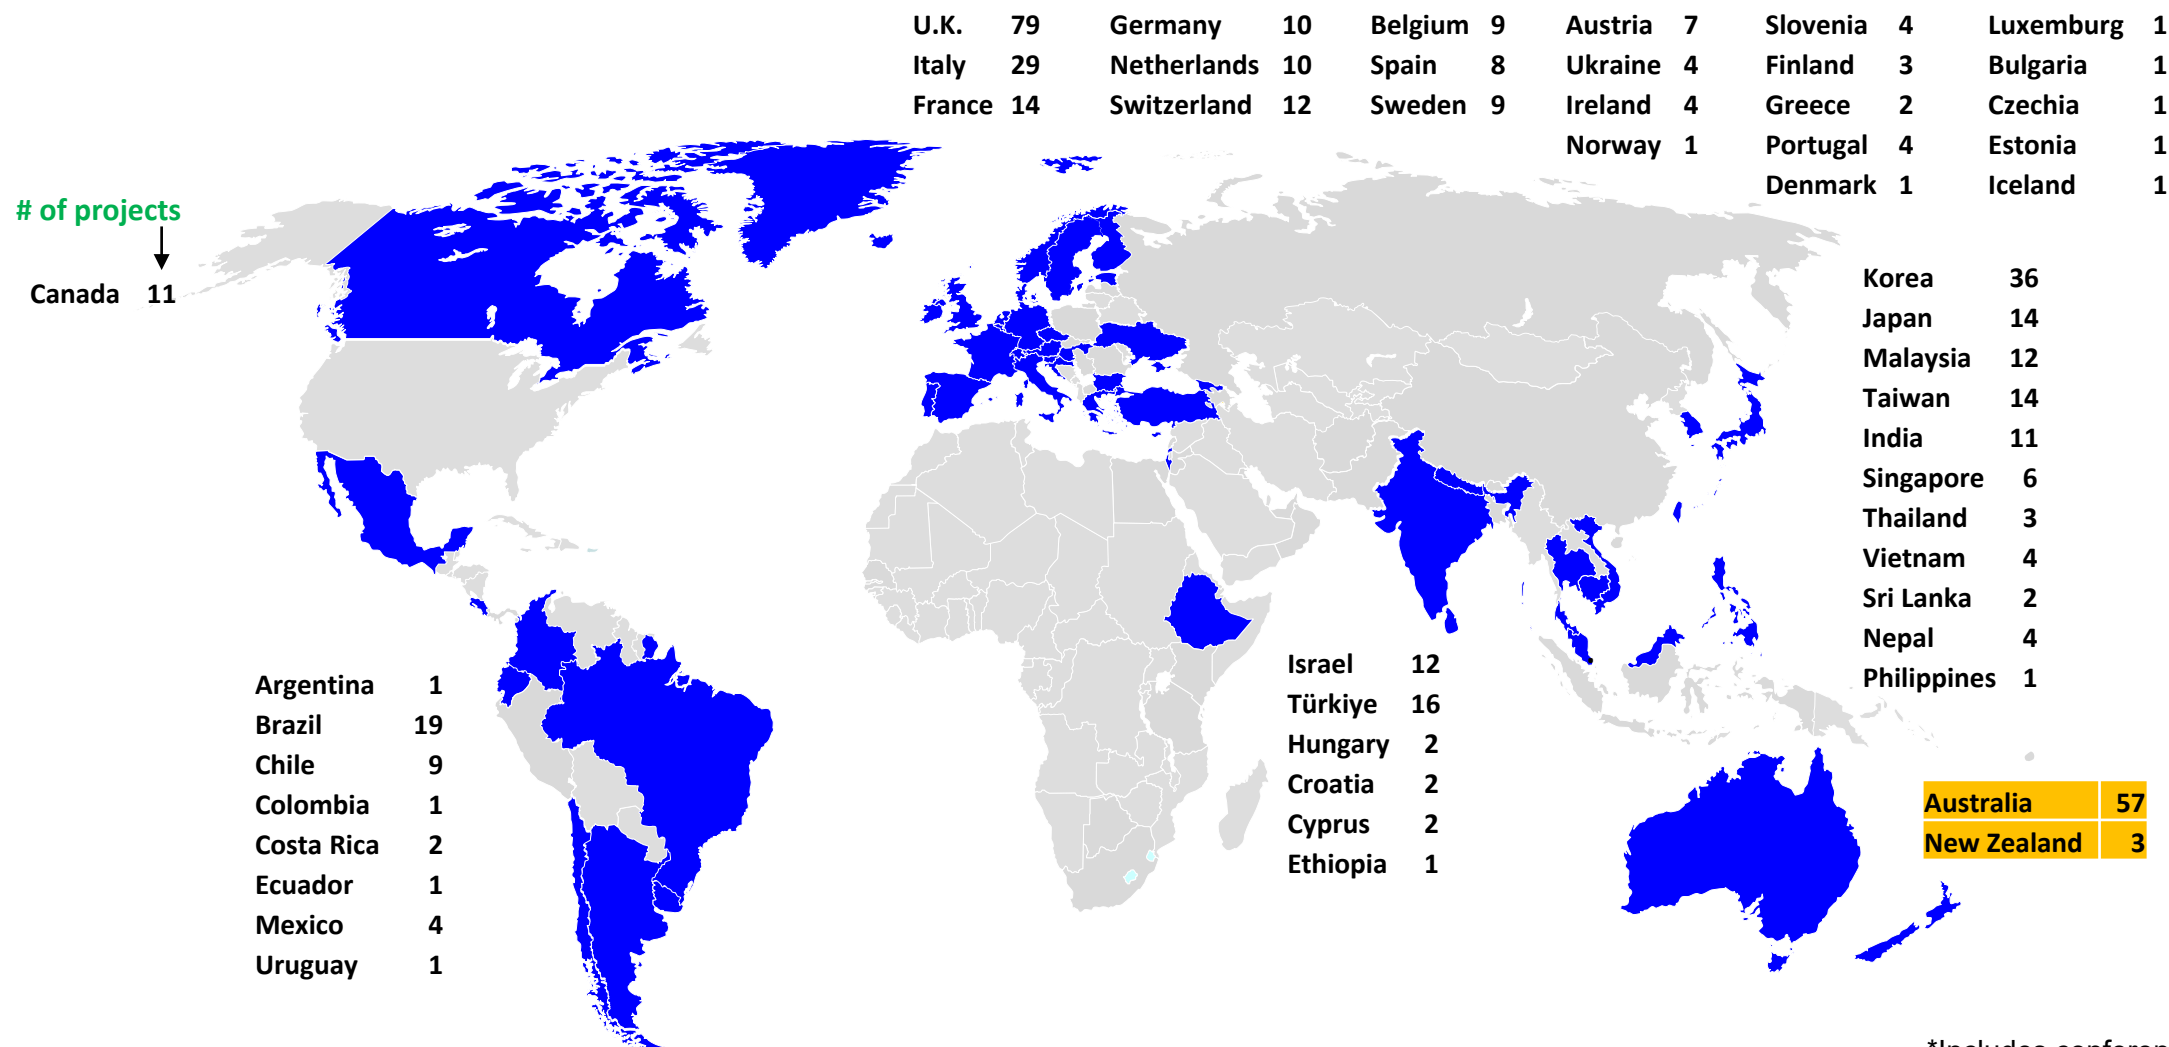 U.K. 79 Germany 10 Belgium 9 Austria 7 Slovenia 4 Luxemburg 1
Italy 29 Netherlands 10 Spain 8 Ukraine 4 Finland 3 Bulgaria 1
France 14 Switzerland 12 Sweden 9 Ireland 4 Greece 2 Czechia 1
Norway 1 Portugal 4 Estonia 1
Denmark 1 Iceland 1
# of projects
Canada 11
Korea 36
Japan 14
Malaysia 12
Taiwan 14
India 11
Singapore 6
Thailand 3
Vietnam 4
Sri Lanka 2
Nepal 4
Philippines 1
Israel 12
Türkiye 16
Hungary 2
Croatia 2
Cyprus 2
Ethiopia 1
Argentina 1
Brazil 19
Chile 9
Colombia 1
Costa Rica 2
Ecuador 1
Mexico 4
Uruguay 1
Australia 57
New Zealand 3
*Includes